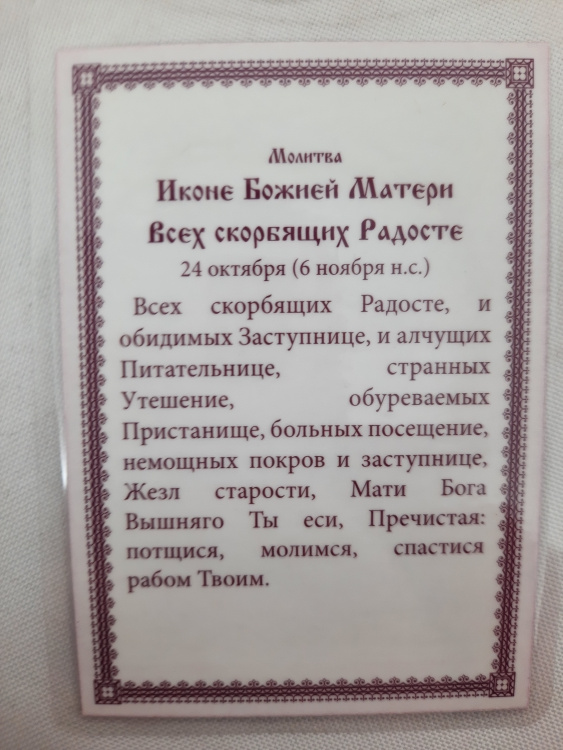 Молитва
Иконе Божией Матери
Всех скорбящих Радосте
24 октября (6 ноября н.с.)
Всех скорбящих Радосте, и
обидимых Заступнице, и алчущих
Питательнице, странных
Утешение, обуреваемых
Пристанище, больных посещение,
немощных покров и заступнице,
Жезл старости, Мати Бога
Вышняго Ты еси, Пречистая:
потщися, молимся, спастися
рабом Твоим.